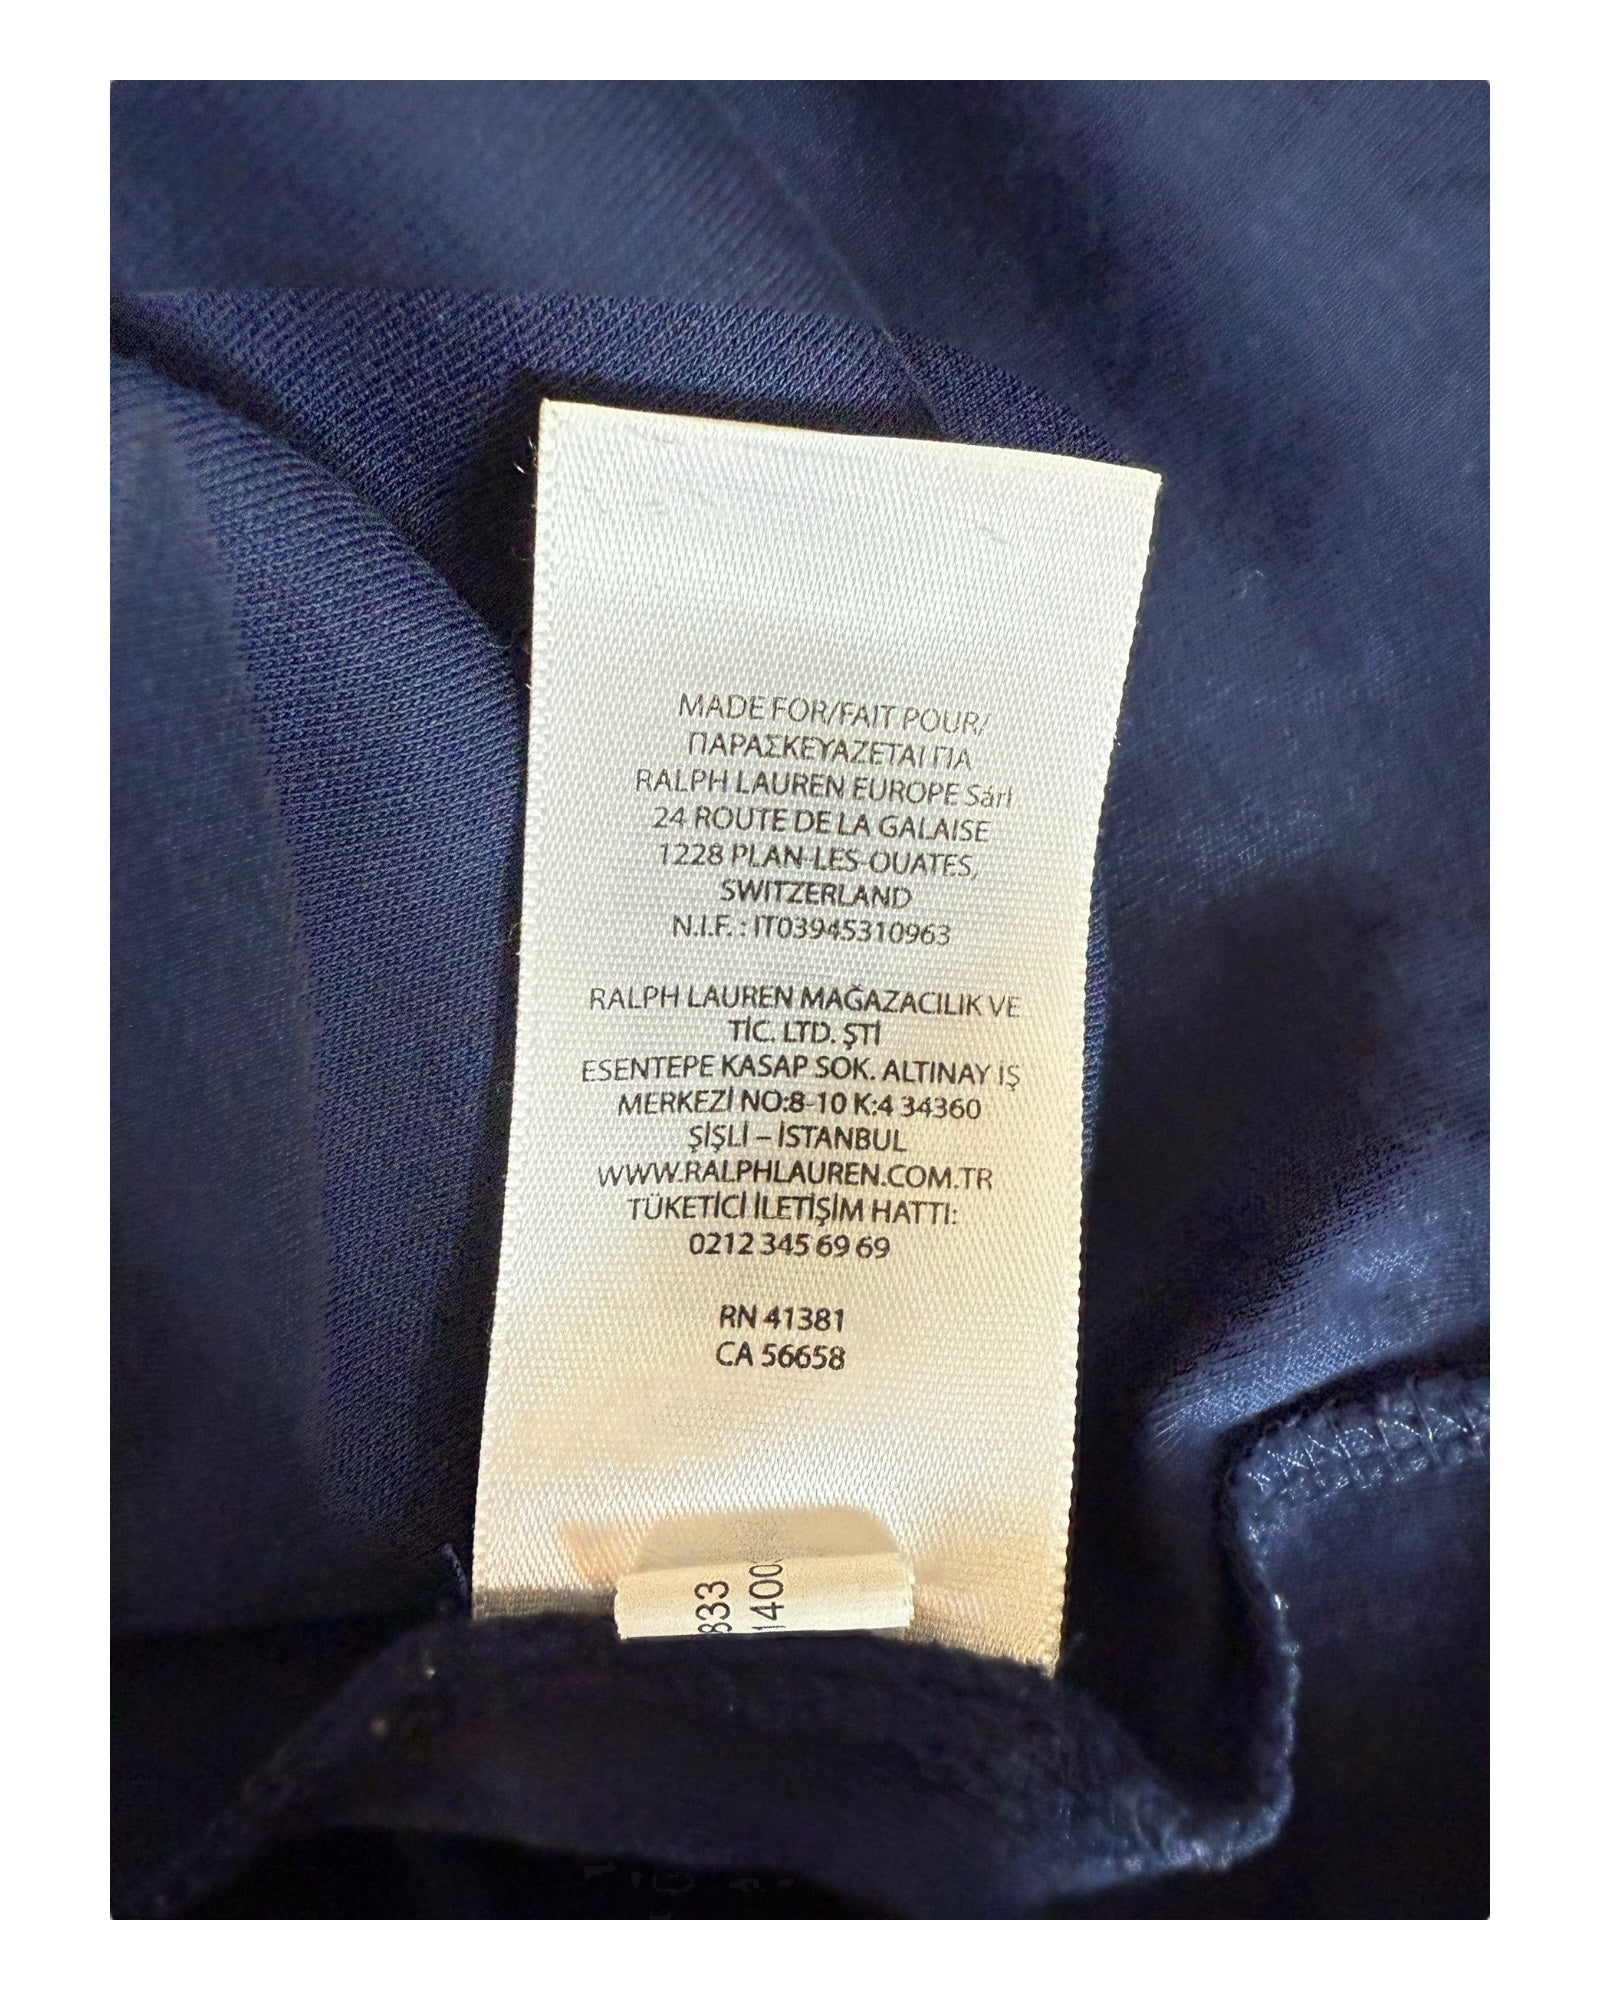 MADE FOR/FAIT POUR/
ΠΑΡΑΣΚΕΥΑΖΕΤΑΙ ΓΙΑ
RALPH LAUREN EUROPE Sárl
24 ROUTE DE LA GALAISE
1228 PLAN-LES-OUATES,
SWITZERLAND
N.I.F. : IT03945310963
RALPH LAUREN MAĞAZACILIK VE
TİC. LTD. ŞTİ
ESENTEPE KASAP SOK. ALTINAY İŞ
MERKEZİ NO:8-10 K:4 34360
ŞİŞLİ – İSTANBUL
WWW.RALPHLAUREN.COM.TR
TÜKETİCİ İLETİŞİM HATTI:
0212 345 69 69
RN 41381
CA 56658